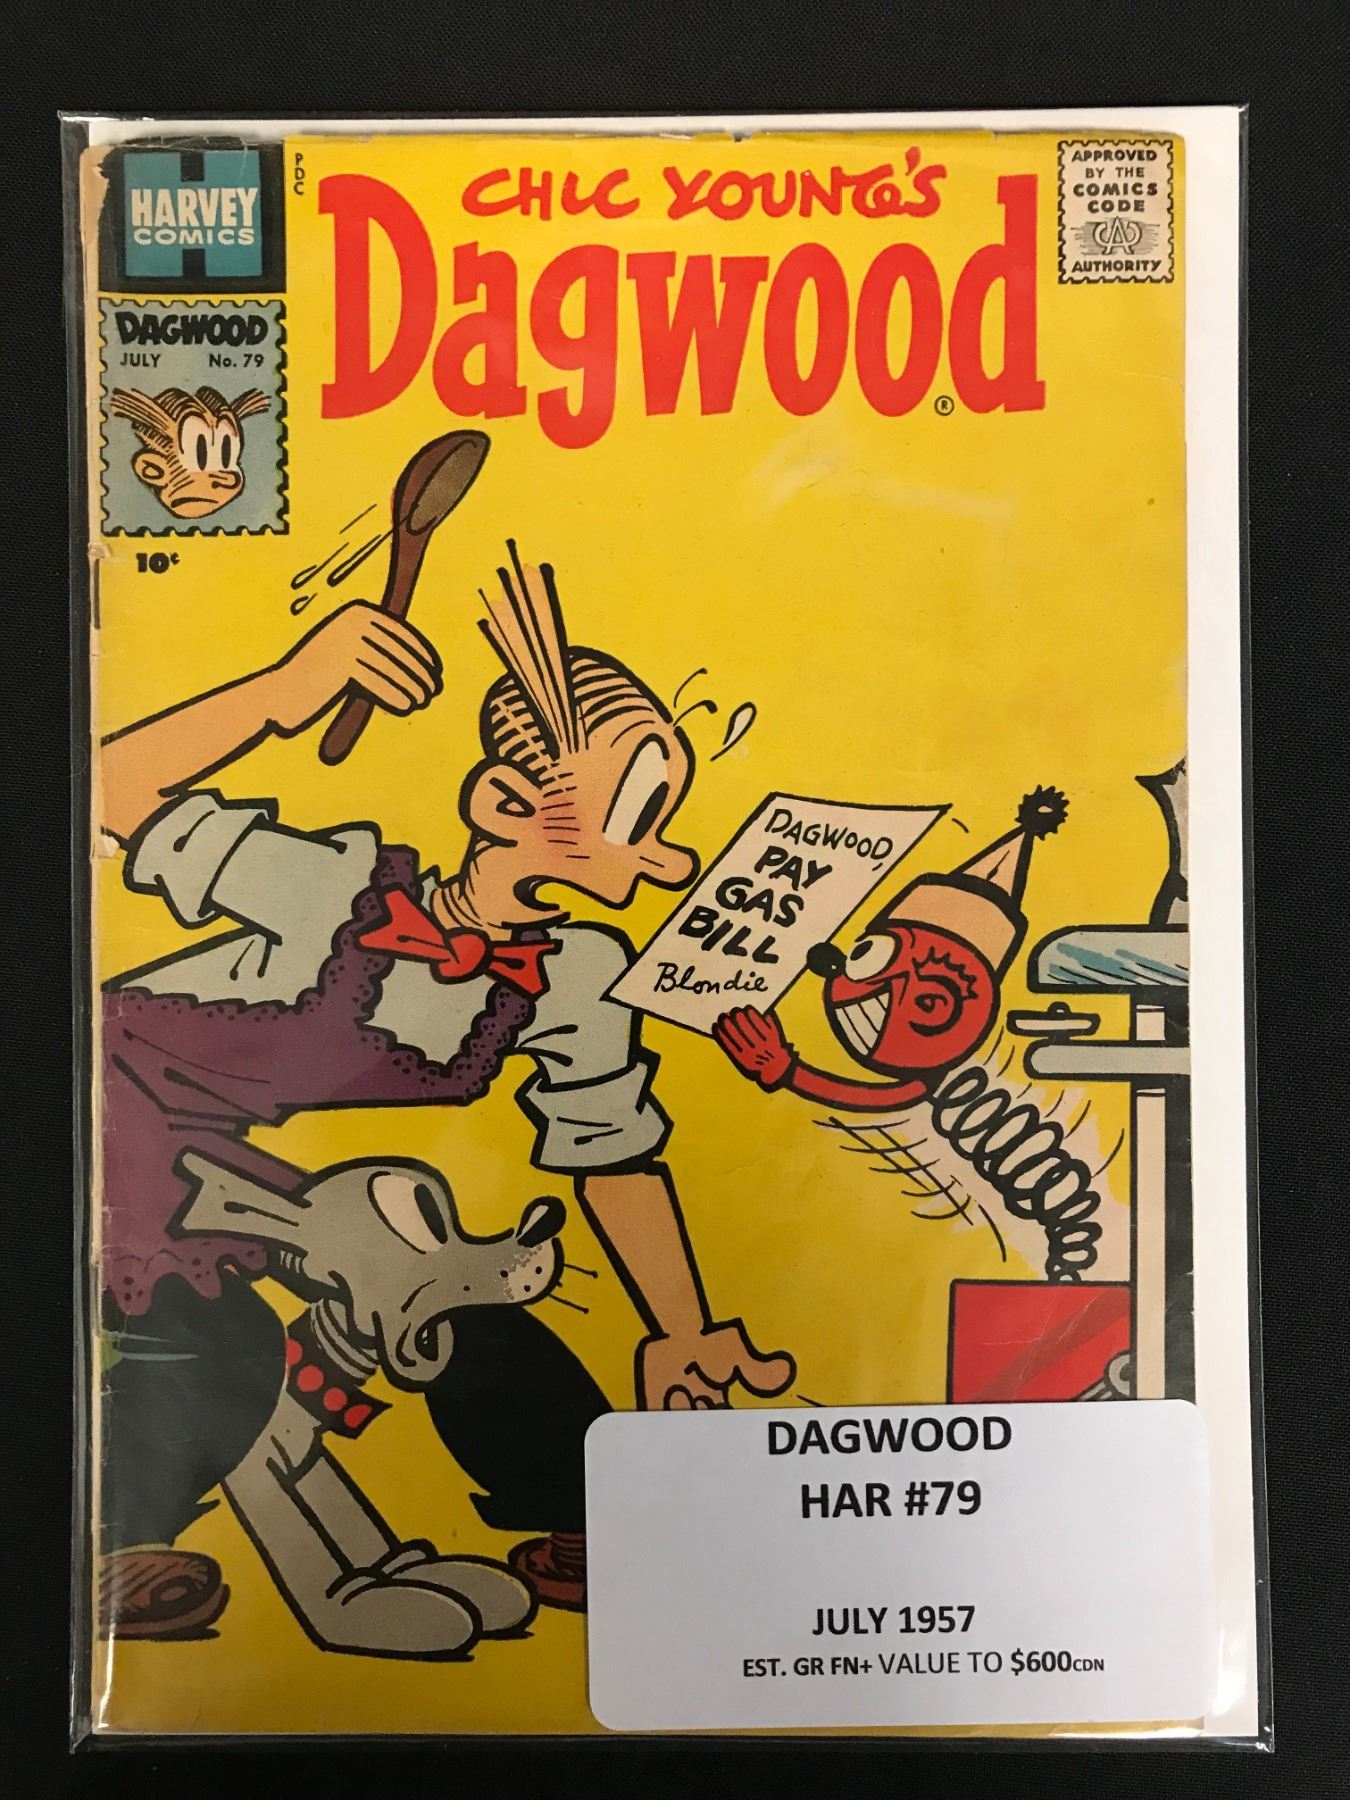 HARVEY
COMICS
PDC
CHIC YOUNG'S
Dagwood
®
APPROVED
BY THE
COMICS
CODE
CA
AUTHORITY
DAGWOOD
JULY No. 79
10¢
DAGWOOD,
PAY
GAS
BILL
Blondie
DAGWOOD
HAR #79
JULY 1957
EST. GR FN+ VALUE TO $600CDN